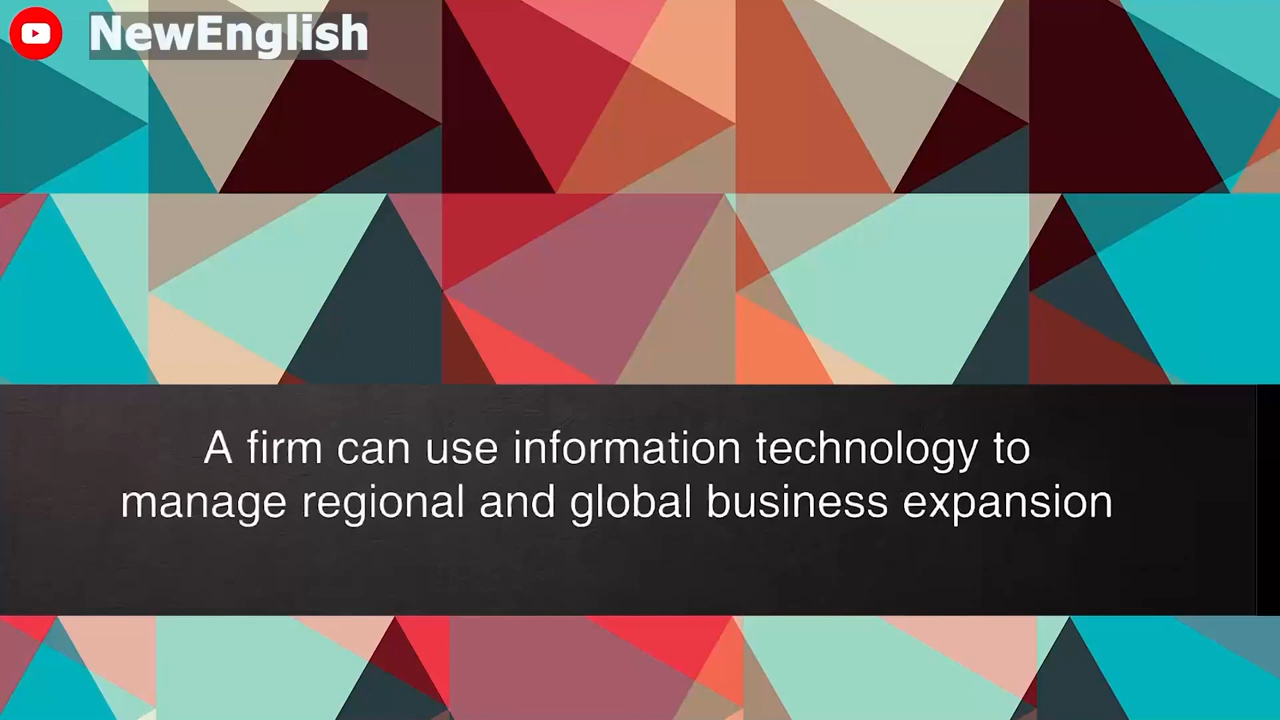 NewEnglish
A firm can use information technology to
manage regional and global business expansion